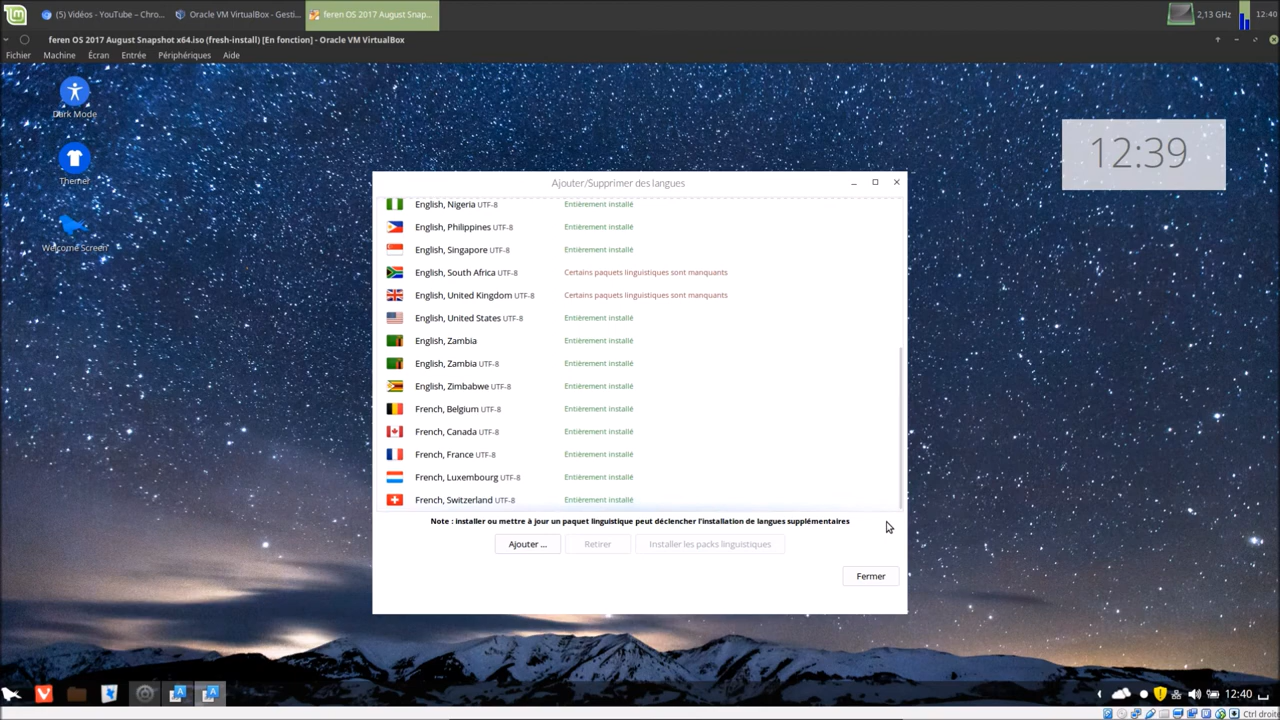 (5) Vidéos - YouTube – Chro...
Oracle VM VirtualBox - Gesti...
feren OS 2017 August Snap...
2,13 GHz
12:40
feren OS 2017 August Snapshot x64.iso (fresh-install) [En fonction] - Oracle VM VirtualBox
Fichier Machine Écran Entrée Périphériques Aide
Dark Mode
Themer
Welcome Screen
12:39
Ajouter/Supprimer des langues
English, Nigeria UTF-8 Entièrement installé
English, Philippines UTF-8 Entièrement installé
English, Singapore UTF-8 Entièrement installé
English, South Africa UTF-8 Certains paquets linguistiques sont manquants
English, United Kingdom UTF-8 Certains paquets linguistiques sont manquants
English, United States UTF-8 Entièrement installé
English, Zambia Entièrement installé
English, Zambia UTF-8 Entièrement installé
English, Zimbabwe UTF-8 Entièrement installé
French, Belgium UTF-8 Entièrement installé
French, Canada UTF-8 Entièrement installé
French, France UTF-8 Entièrement installé
French, Luxembourg UTF-8 Entièrement installé
French, Switzerland UTF-8 Entièrement installé
Note : installer ou mettre à jour un paquet linguistique peut déclencher l'installation de langues supplémentaires
Ajouter ... Retirer Installer les packs linguistiques
Fermer
12:40
Ctrl droite